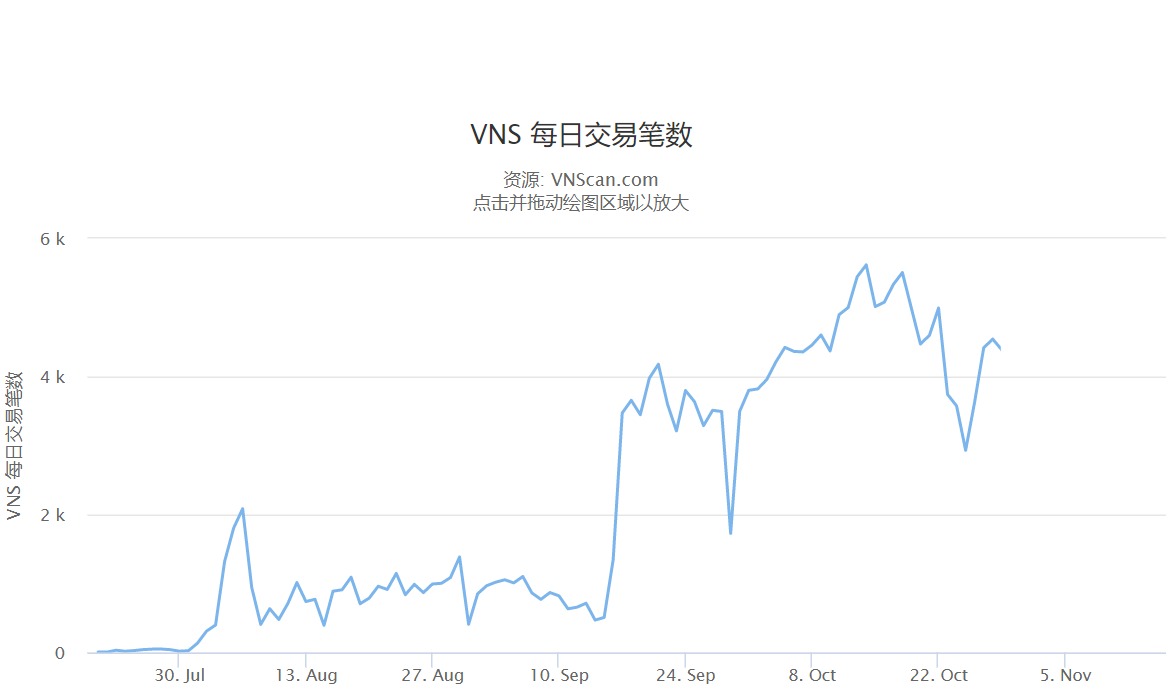 VNS 每日交易笔数
资源: VNScan.com
点击并拖动绘图区域以放大
6 k
4 k
2 k
0
VNS 每日交易笔数
30. Jul
13. Aug
27. Aug
10. Sep
24. Sep
8. Oct
22. Oct
5. Nov